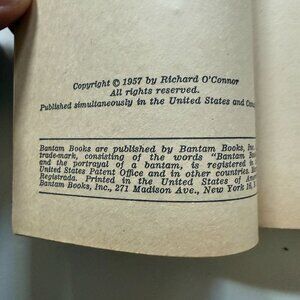 Copyright © 1957 by Richard O'Connor
All rights reserved.
Published simultaneously in the United States and
Bantam Books are published by Bantam Books, Inc.
trade-mark, consisting of the words "Bantam
and the portrayal of a bantam, is registered in
United States Patent Office and in other countries.
Registrada. Printed in the United States of
Bantam Books, Inc., 271 Madison Ave., New York 16,